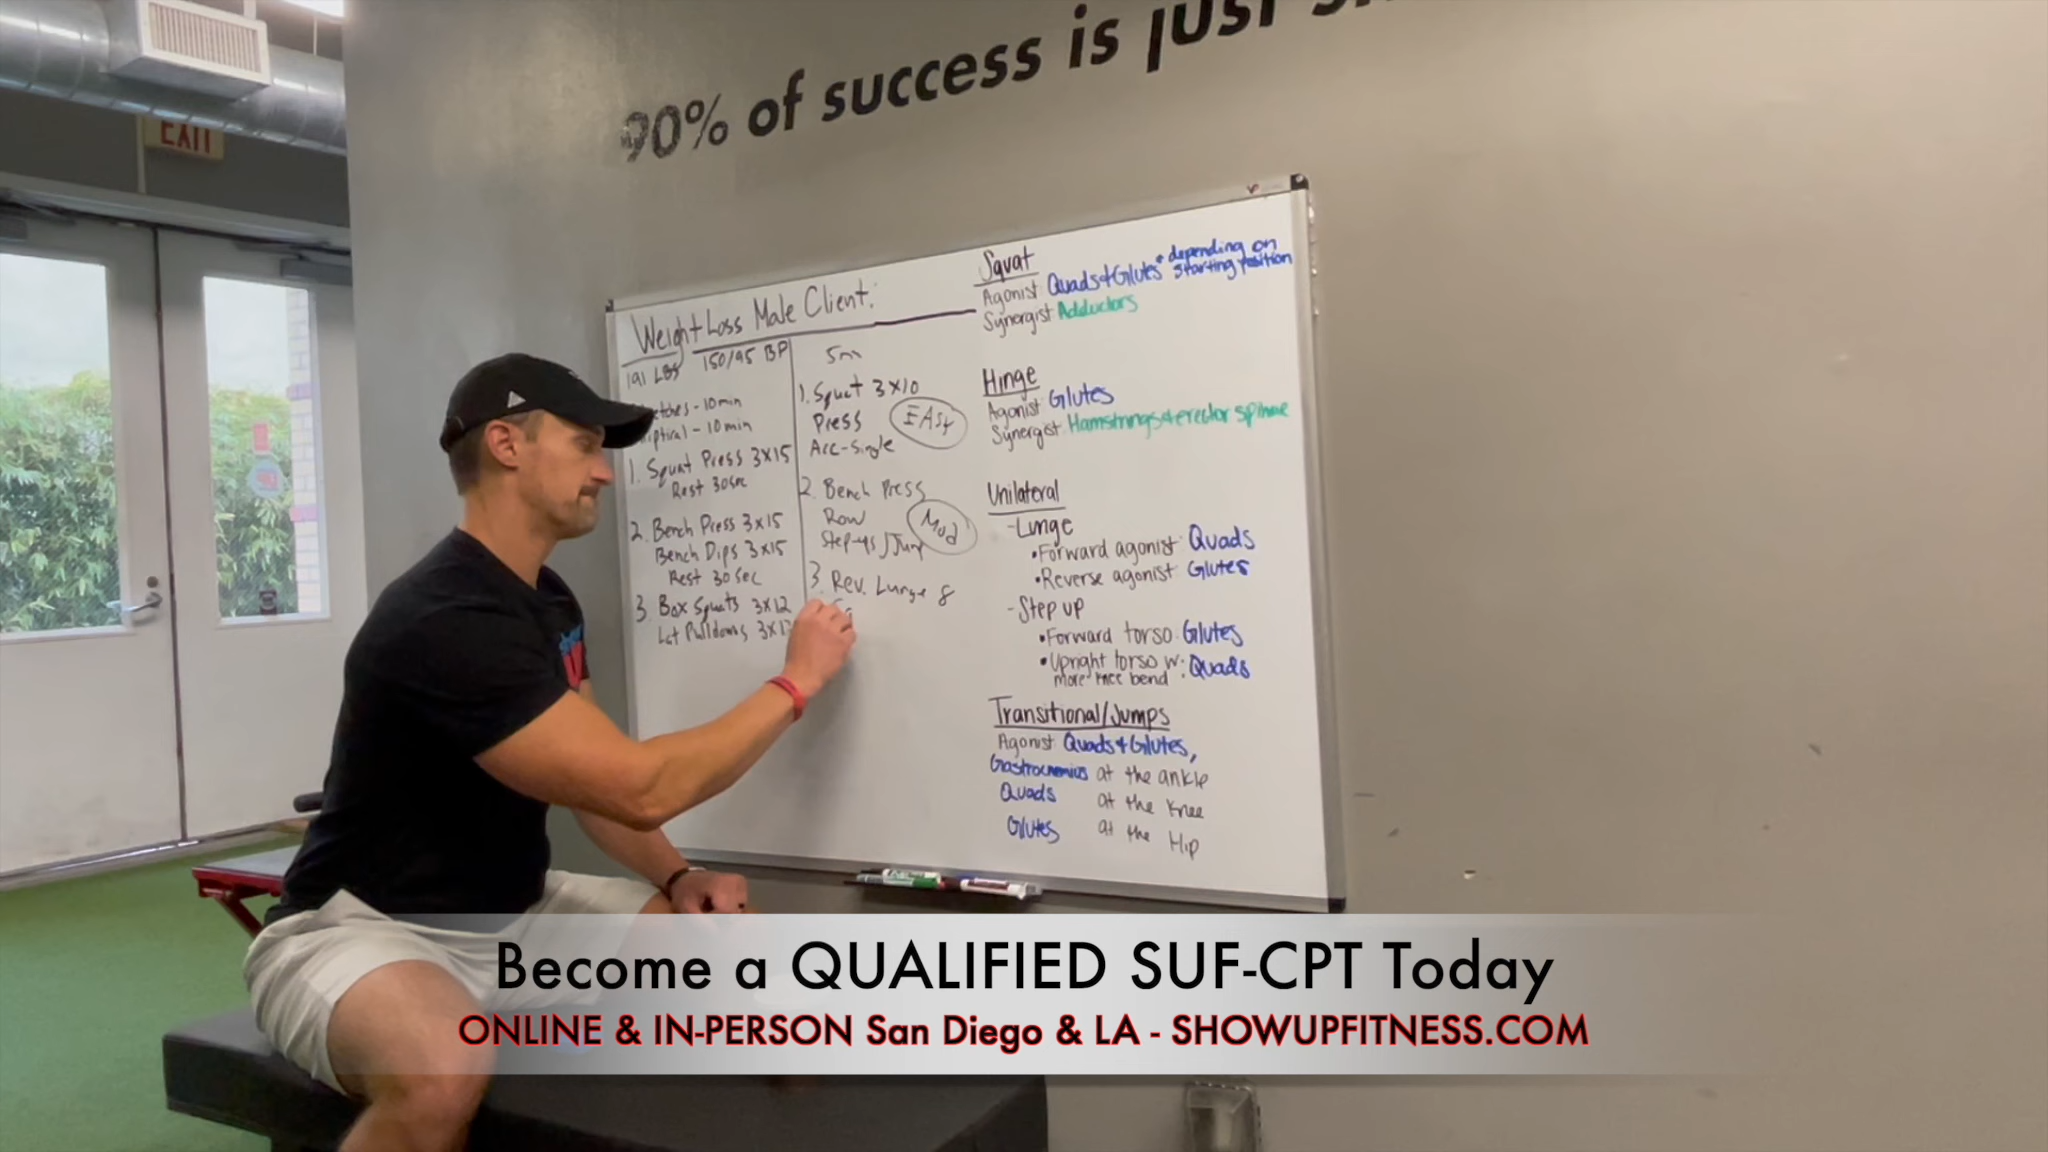 EXIT
90% of success is just
Weight Loss Male Client:
191 LBS 150/95 BP
- 10 min
- 10 min
1. Squat Press 3x15
Rest 30sec
2. Bench Press 3x15
Bench Dips 3x15
Rest 30 sec
3. Box Squats 3x12
Lat Pulldowns
1. Squat 3x10
Press
Arc-Single
EASY
2. Bench Press
Row
Step-ups/Jump
Mod
3. Rev. Lunge 8
Squat
Agonist: Quads & Glutes * depending on
starting position
Synergist: Adductors
Hinge
Agonist: Glutes
Synergist: Hamstrings & erector spinae
Unilateral
- Lunge
• Forward agonist: Quads
• Reverse agonist: Glutes
- Step up
• Forward torso: Glutes
• Upright torso w: Quads
more knee bend
Transitional/Jumps
Agonist: Quads & Glutes,
Gastrocnemius at the ankle
Quads at the knee
Glutes at the Hip
Become a QUALIFIED SUF-CPT Today
ONLINE & IN-PERSON San Diego & LA - SHOWUPFITNESS.COM